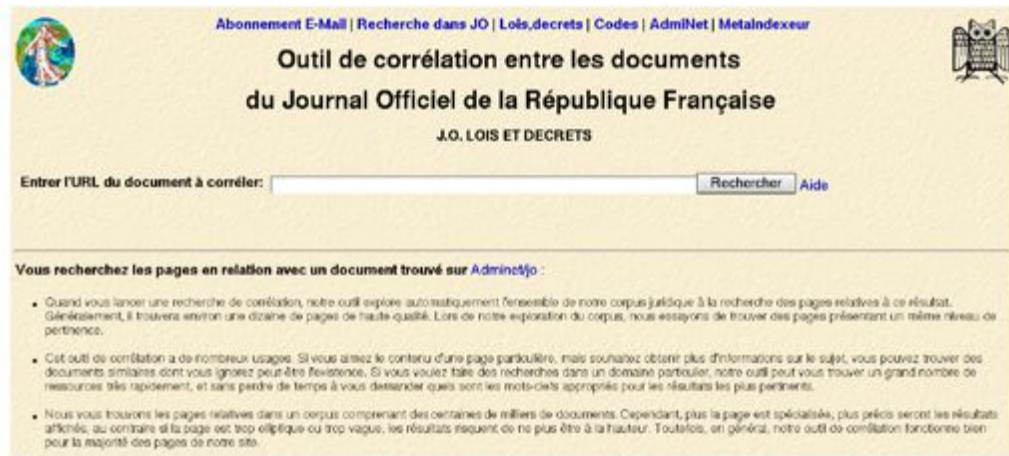 Abonnement E-Mail | Recherche dans JO | Lois,decrets | Codes | AdmiNet | MetaIndexeur
Outil de corrélation entre les documents
du Journal Officiel de la République Française
J.O. LOIS ET DECRETS
Entrer l'URL du document à corréler: Rechercher Aide
Vous recherchez les pages en relation avec un document trouvé sur Adminet/jo :
• Quand vous lancer une recherche de corrélation, notre outil explore automatiquement l'ensemble de notre corpus juridique à la recherche des pages relatives à ce résultat.
Généralement, il trouvera environ une dizaine de pages de haute qualité. Lors de notre exploration du corpus, nous essayons de trouver des pages présentant un même niveau de
pertinence.
• Cet outil de corrélation a de nombreux usages. Si vous aimez le contenu d'une page particulière, mais souhaitez obtenir plus d'informations sur le sujet, vous pouvez trouver des
documents similaires dont vous ignorez peut-être l'existence. Si vous voulez faire des recherches dans un domaine particulier, notre outil peut vous trouver un grand nombre de
ressources très rapidement, et sans perdre de temps à vous demander quels sont les mots-clefs appropriés pour les résultats les plus pertinents.
• Nous vous trouvons les pages relatives dans un corpus comprenant des centaines de milliers de documents. Cependant, plus la page est spécialisée, plus précis seront les résultats
affichés, au contraire si la page est trop elliptique ou trop vague, les résultats risquent de ne plus être à la hauteur. Toutefois, en général, notre outil de corrélation fonctionne bien
pour la majorité des pages de notre site.